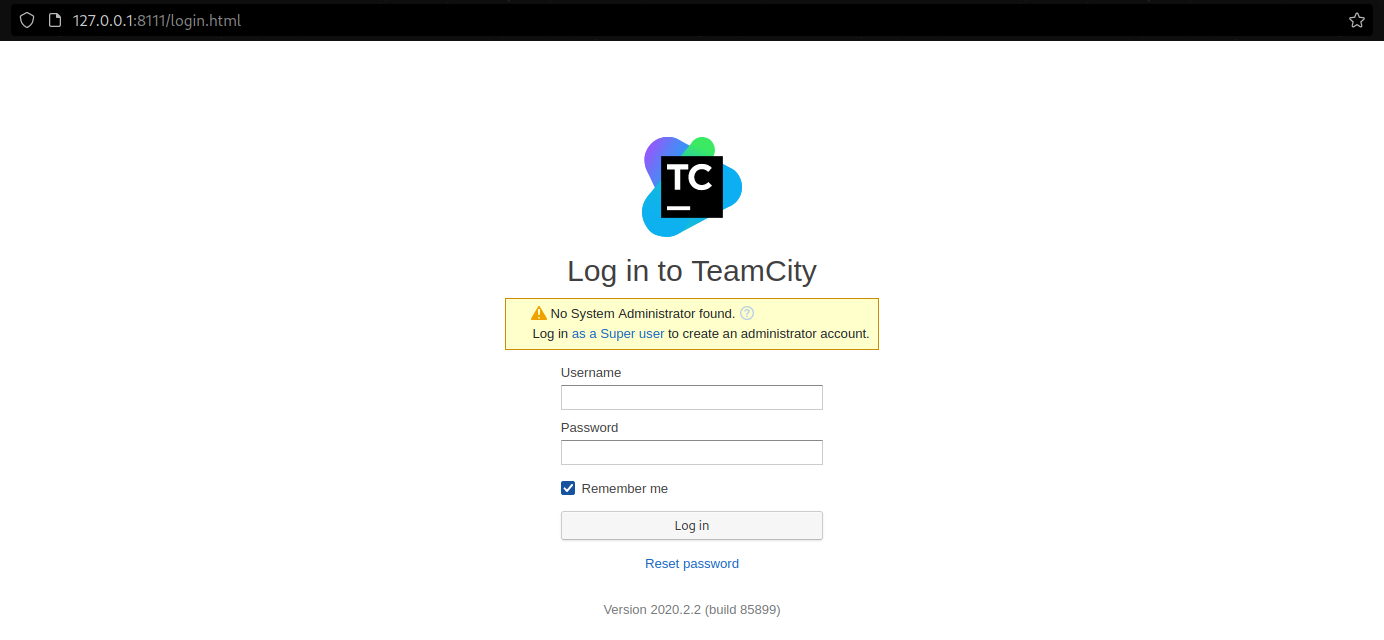 127.0.0.1:8111/login.html
TC
Log in to TeamCity
No System Administrator found. ?
Log in as a Super user to create an administrator account.
Username
Password
Remember me
Log in
Reset password
Version 2020.2.2 (build 85899)